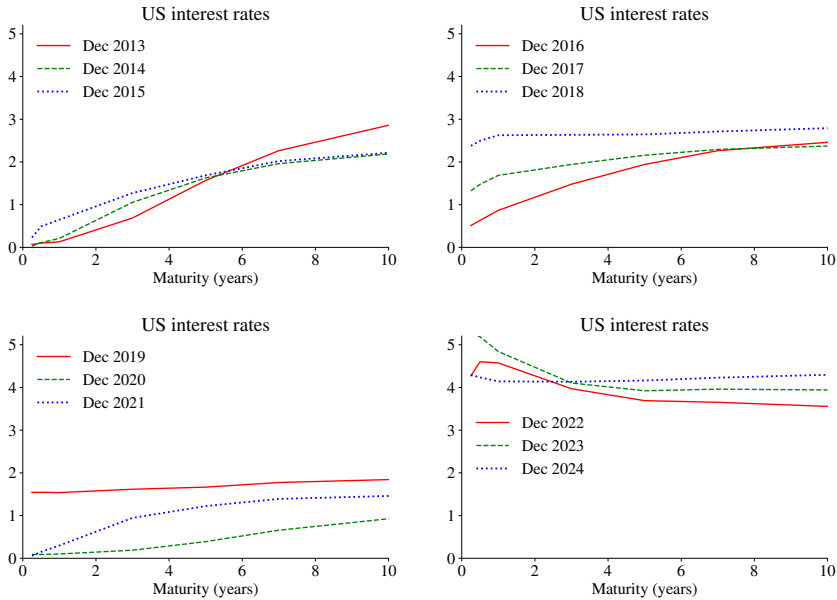 US interest rates
Dec 2013
Dec 2014
Dec 2015
5
4
3
2
1
0
2
4
6
8
10
Maturity (years)
US interest rates
Dec 2016
Dec 2017
Dec 2018
5
4
3
2
1
0
2
4
6
8
10
Maturity (years)
US interest rates
Dec 2019
Dec 2020
Dec 2021
5
4
3
2
1
0
0
2
4
6
8
10
Maturity (years)
US interest rates
Dec 2022
Dec 2023
Dec 2024
5
4
3
2
1
0
0
2
4
6
8
10
Maturity (years)